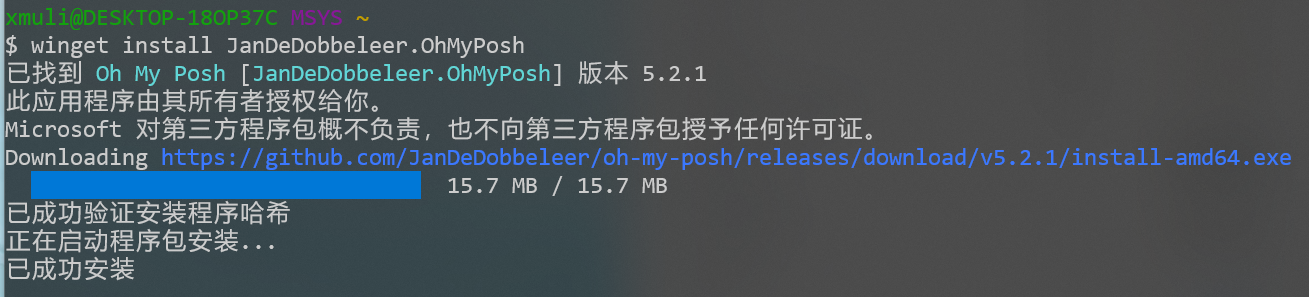 xmuli@DESKTOP-18OP37C MSYS ~
$ winget install JanDeDobbeleer.OhMyPosh
已找到 Oh My Posh [JanDeDobbeleer.OhMyPosh] 版本 5.2.1
此应用程序由其所有者授权给你。
Microsoft 对第三方程序包概不负责，也不向第三方程序包授予任何许可证。
Downloading https://github.com/JanDeDobbeleer/oh-my-posh/releases/download/v5.2.1/install-amd64.exe
15.7 MB / 15.7 MB
已成功验证安装程序哈希
正在启动程序包安装...
已成功安装